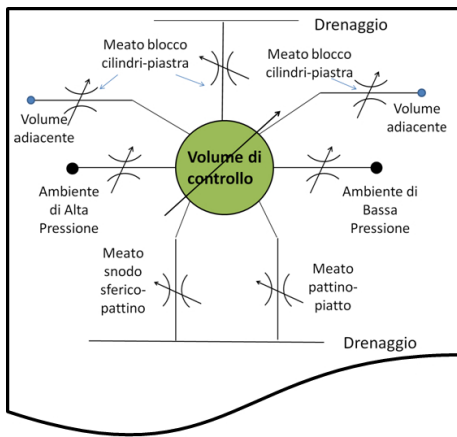 Drenaggio
Meato blocco
cilindri-piastra
Meato blocco
cilindri-piastra
Volume
adiacente
Volume
adiacente
Volume di
controllo
Ambiente
di Alta
Pressione
Ambiente di
Bassa
Pressione
Meato
snodo
sferico-
pattino
Meato
pattino-
piatto
Drenaggio